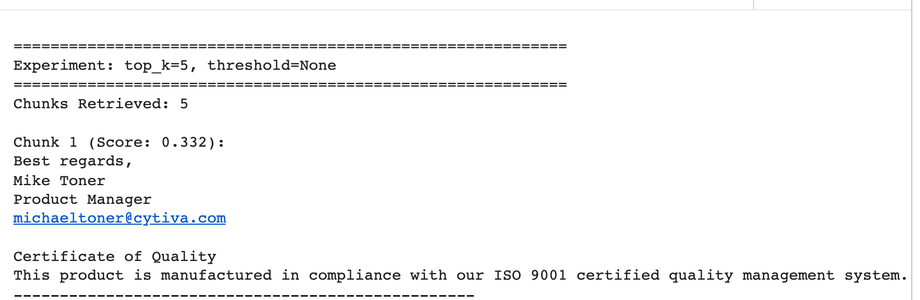 ============================================================
Experiment: top_k=5, threshold=None
============================================================
Chunks Retrieved: 5
Chunk 1 (Score: 0.332):
Best regards,
Mike Toner
Product Manager
michaeltoner@cytiva.com
Certificate of Quality
This product is manufactured in compliance with our ISO 9001 certified quality management system.
--------------------------------------------------